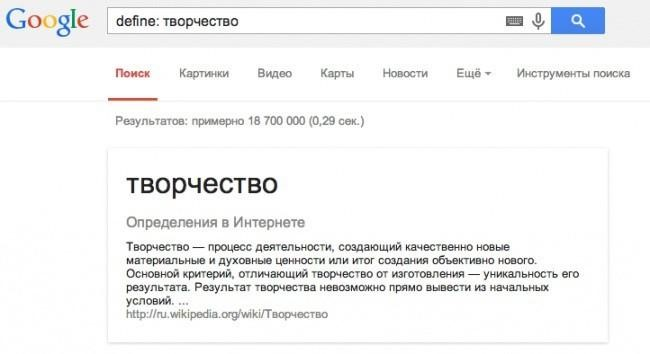 Google define: творчество
Поиск Картинки Видео Карты Новости Ещё Инструменты поиска
Результатов: примерно 18 700 000 (0,29 сек.)
творчество
Определения в Интернете
Творчество — процесс деятельности, создающий качественно новые
материальные и духовные ценности или итог создания объективно нового.
Основной критерий, отличающий творчество от изготовления — уникальность его
результата. Результат творчества невозможно прямо вывести из начальных
условий. ...
http://ru.wikipedia.org/wiki/Творчество